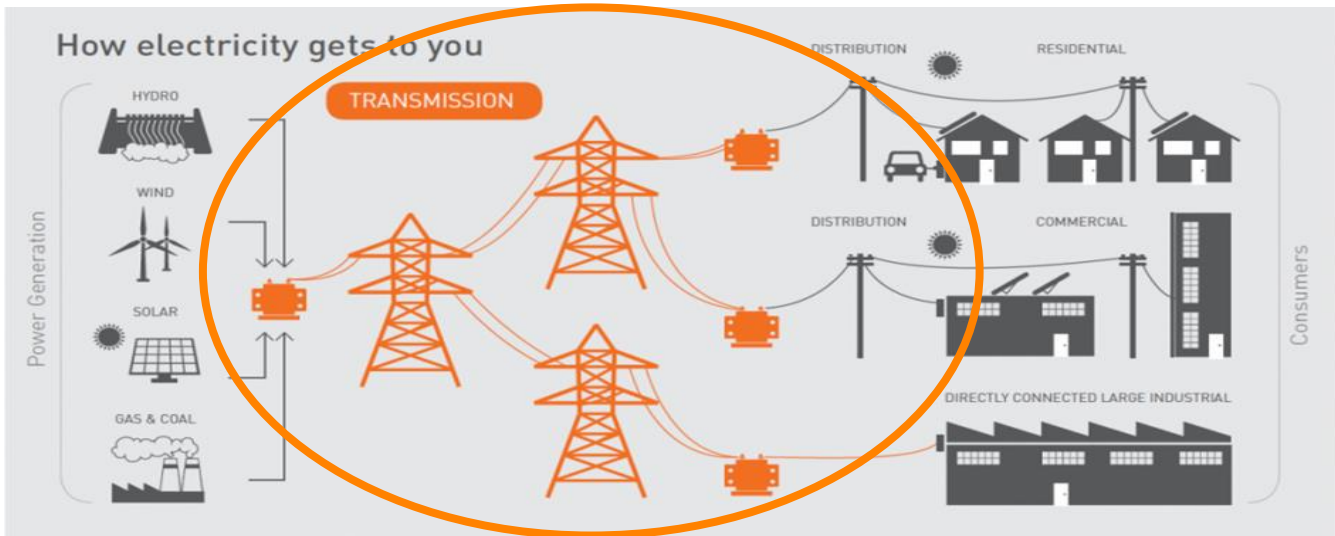 How electricity gets to you
TRANSMISSION
Power Generation
HYDRO
WIND
SOLAR
GAS & COAL
DISTRIBUTION
RESIDENTIAL
DISTRIBUTION
COMMERCIAL
DIRECTLY CONNECTED LARGE INDUSTRIAL
Consumers